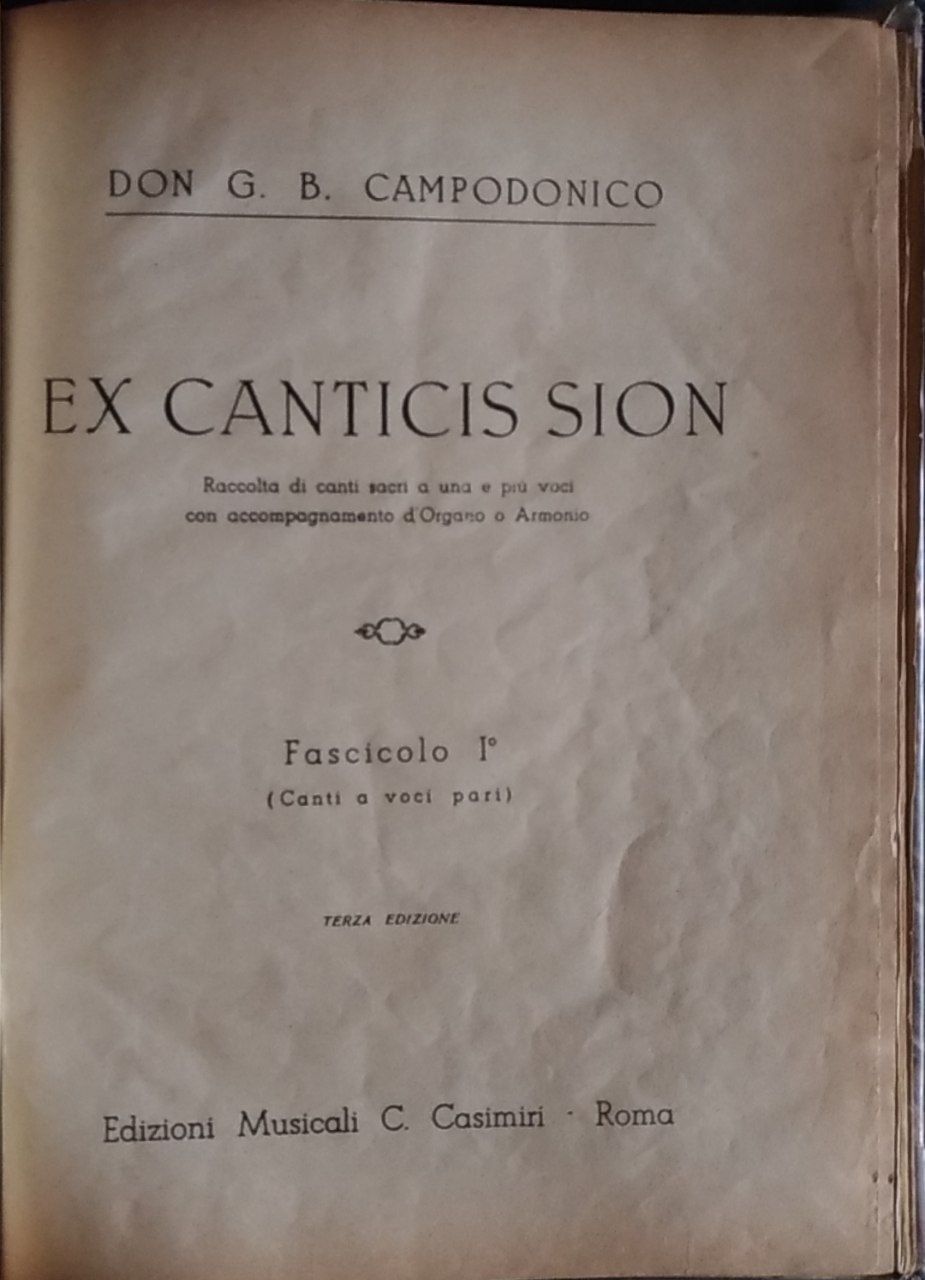 DON G. B. CAMPODONICO
EX CANTICIS SION
Raccolta di canti sacri a una e più voci
con accompagnamento d'Organo o Armonio
Fascicolo I°
(Canti a voci pari)
TERZA EDIZIONE
Edizioni Musicali C. Casimiri - Roma